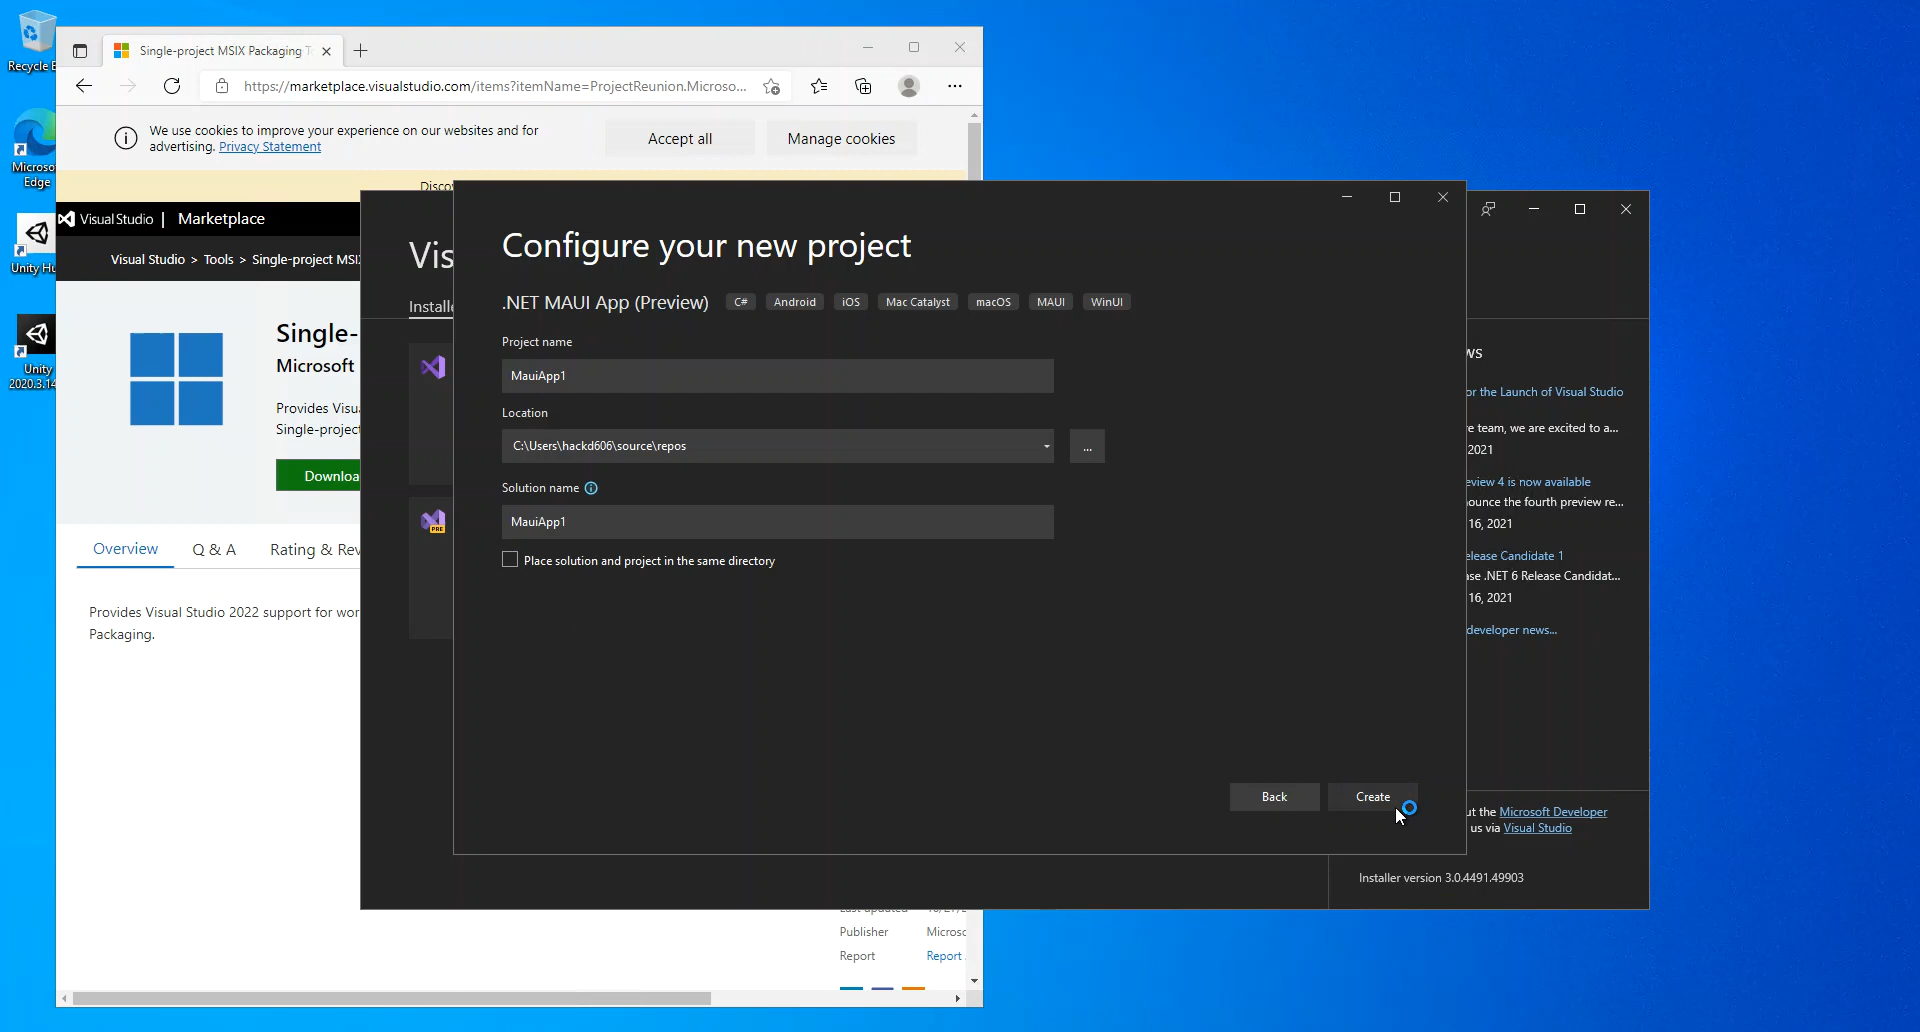 Recycle B
Microso
Edge
Unity Hu
Unity
2020.3.14
Single-project MSIX Packaging T
https://marketplace.visualstudio.com/items?itemName=ProjectReunion.Microso...
We use cookies to improve your experience on our websites and for
advertising. Privacy Statement
Accept all
Manage cookies
Disco
Visual Studio | Marketplace
Visual Studio > Tools > Single-project MSI
Single-
Microsoft
Provides Visu
Single-project
Downloa
Overview
Q & A
Rating & Rev
Provides Visual Studio 2022 support for wor
Packaging.
Publisher
Microso
Report
Report
Vis
Installe
PRE
Configure your new project
.NET MAUI App (Preview)
C#
Android
iOS
Mac Catalyst
macOS
MAUI
WinUI
Project name
MauiApp1
Location
C:\Users\hackd606\source\repos
...
Solution name
MauiApp1
Place solution and project in the same directory
Back
Create
ws
or the Launch of Visual Studio
e team, we are excited to a...
2021
eview 4 is now available
ounce the fourth preview re...
16, 2021
elease Candidate 1
ase .NET 6 Release Candidat...
16, 2021
developer news...
ut the Microsoft Developer
us via Visual Studio
Installer version 3.0.4491.49903